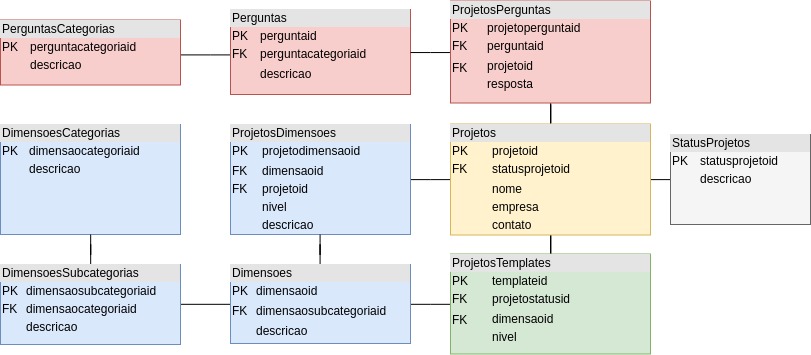 PerguntasCategorias
PK perguntacategoriaid
descricao
Perguntas
PK perguntaid
FK perguntacategoriaid
descricao
ProjetosPerguntas
PK projetoperguntaid
FK perguntaid
FK projetoid
resposta
DimensoesCategorias
PK dimensaocategoriaid
descricao
ProjetosDimensoes
PK projetodimensaoid
FK dimensaoid
FK projetoid
nivel
descricao
Projetos
PK projetoid
FK statusprojetoid
nome
empresa
contato
StatusProjetos
PK statusprojetoid
descricao
DimensoesSubcategorias
PK dimensaosubcategoriaid
FK dimensaocategoriaid
descricao
Dimensoes
PK dimensaoid
FK dimensaosubcategoriaid
descricao
ProjetosTemplates
PK templateid
FK projetostatusid
FK dimensaoid
nivel